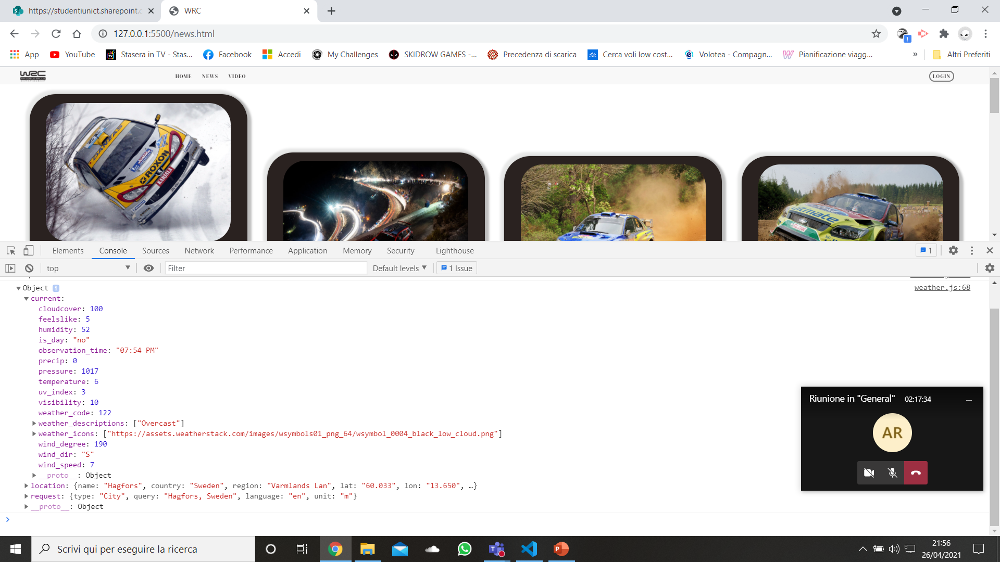 https://studentiunict.sharepoint.c
WRC
127.0.0.1:5500/news.html
App
YouTube
Stasera in TV - Stas...
Facebook
Accedi
My Challenges
SKIDROW GAMES -...
Precedenza di scarica
Cerca voli low cost...
Volotea - Compagn...
Pianificazione viagg...
»
Altri Preferiti
WRC
HOME
NEWS
VIDEO
LOGIN
DANZAS
ROXON
KARJALA
ultimate
Elements
Console
Sources
Network
Performance
Application
Memory
Security
Lighthouse
1
top
Filter
Default levels
1 Issue
Object
weather.js:68
current:
cloudcover: 100
feelslike: 5
humidity: 52
is_day: "no"
observation_time: "07:54 PM"
precip: 0
pressure: 1017
temperature: 6
uv_index: 3
visibility: 10
weather_code: 122
weather_descriptions: ["Overcast"]
weather_icons: ["https://assets.weatherstack.com/images/wsymbols01_png_64/wsymbol_0004_black_low_cloud.png"]
wind_degree: 190
wind_dir: "S"
wind_speed: 7
__proto__: Object
location: {name: "Hagfors", country: "Sweden", region: "Varmlands Lan", lat: "60.033", lon: "13.650", …}
request: {type: "City", query: "Hagfors, Sweden", language: "en", unit: "m"}
__proto__: Object
Riunione in "General"
02:17:34
AR
Scrivi qui per eseguire la ricerca
21:56
26/04/2021